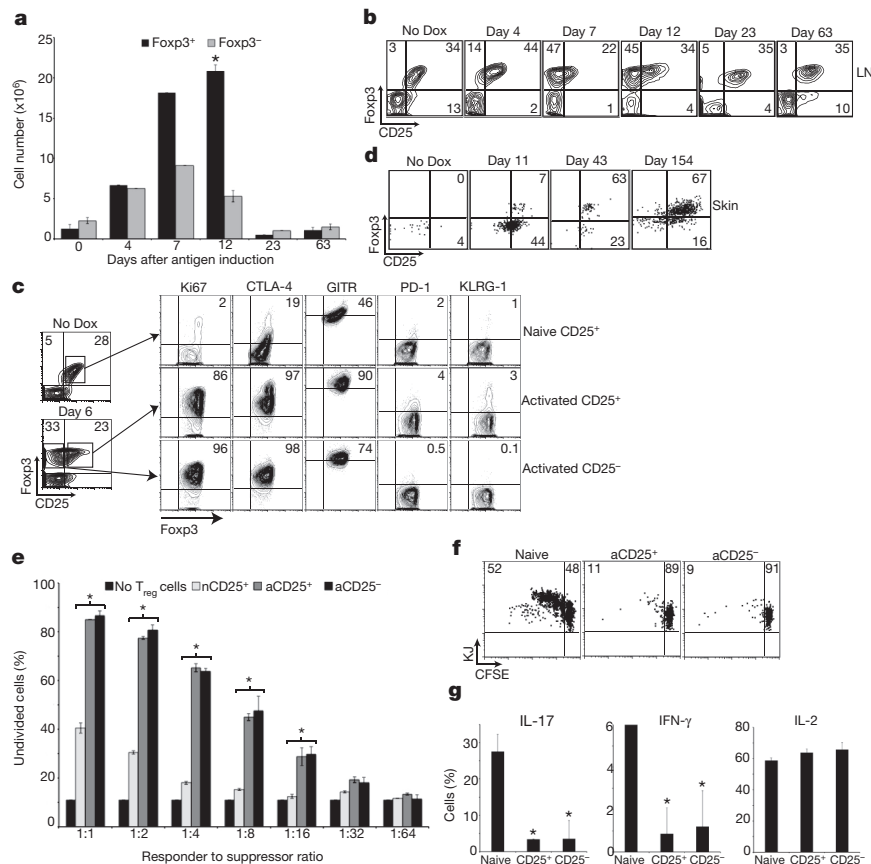 a
Foxp3⁺ Foxp3⁻
Cell number (x10⁶)
25
20
15
10
5
0
*
0 4 7 12 23 63
Days after antigen induction
b
No Dox Day 4 Day 7 Day 12 Day 23 Day 63
3 34 14 44 47 22 45 34 5 35 3 35
13 2 1 4 4 10
LN
Foxp3
CD25
d
No Dox Day 11 Day 43 Day 154
0 7 63 67
4 44 23 16
Skin
Foxp3
CD25
c
Ki67 CTLA-4 GITR PD-1 KLRG-1
No Dox
5 28
2 19 46 2 1
Naive CD25⁺
Day 6
33 23
86 97 90 4 3
Activated CD25⁺
96 98 74 0.5 0.1
Activated CD25⁻
Foxp3
CD25
Foxp3
e
No Treg cells nCD25⁺ aCD25⁺ aCD25⁻
Undivided cells (%)
100
80
60
40
20
0
* * * * *
1:1 1:2 1:4 1:8 1:16 1:32 1:64
Responder to suppressor ratio
f
Naive aCD25⁺ aCD25⁻
52 48 11 89 9 91
KJ
CFSE
g
IL-17 IFN-γ IL-2
Cells (%)
30
20
10
0
* *
Naive CD25⁺ CD25⁻
6
4
2
0
* *
Naive CD25⁺ CD25⁻
80
60
40
20
0
Naive CD25⁺ CD25⁻